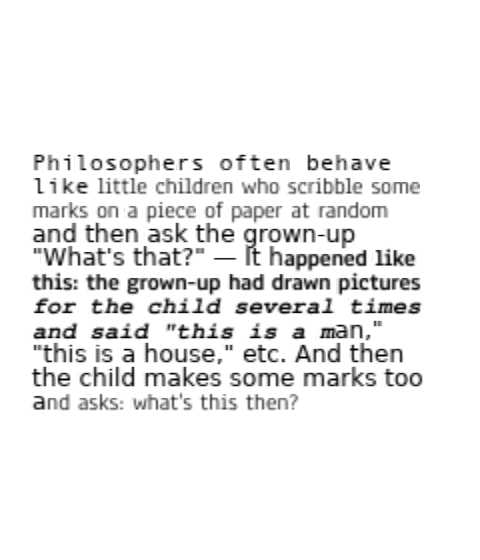 Philosophers often behave
like little children who scribble some
marks on a piece of paper at random
and then ask the grown-up
"What's that?" — It happened like
this: the grown-up had drawn pictures
for the child several times
and said "this is a man,"
"this is a house," etc. And then
the child makes some marks too
and asks: what's this then?